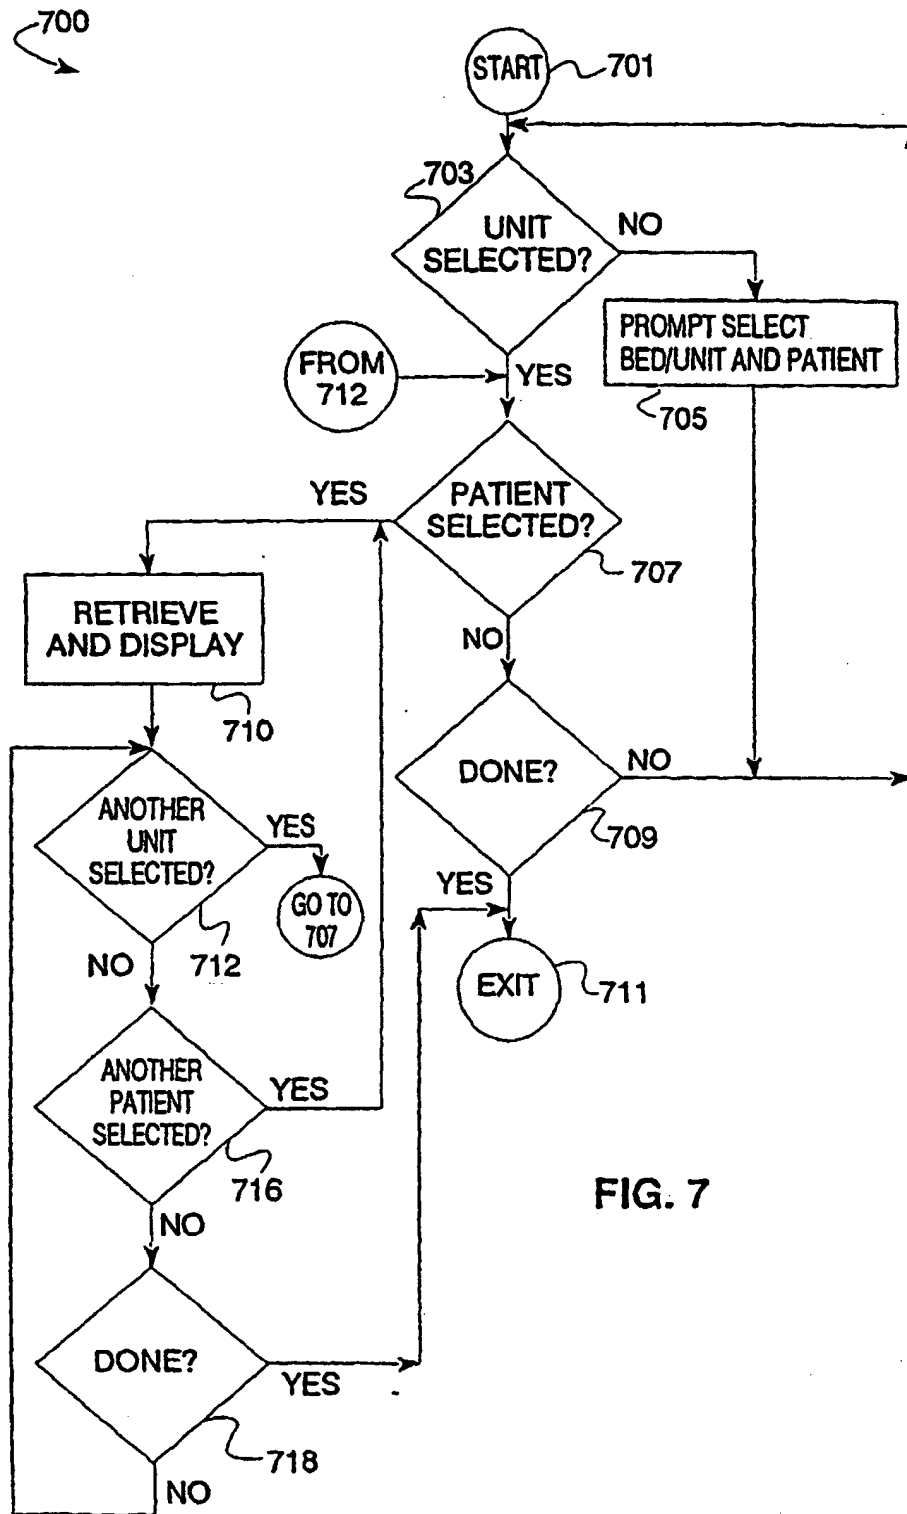 700
START
701
703
UNIT
SELECTED?
NO
PROMPT SELECT
BED/UNIT AND PATIENT
705
FROM
712
YES
PATIENT
SELECTED?
YES
707
NO
RETRIEVE
AND DISPLAY
710
DONE?
NO
709
YES
ANOTHER
UNIT
SELECTED?
YES
GO TO
707
712
NO
EXIT
711
ANOTHER
PATIENT
SELECTED?
YES
716
NO
FIG. 7
DONE?
YES
718
NO